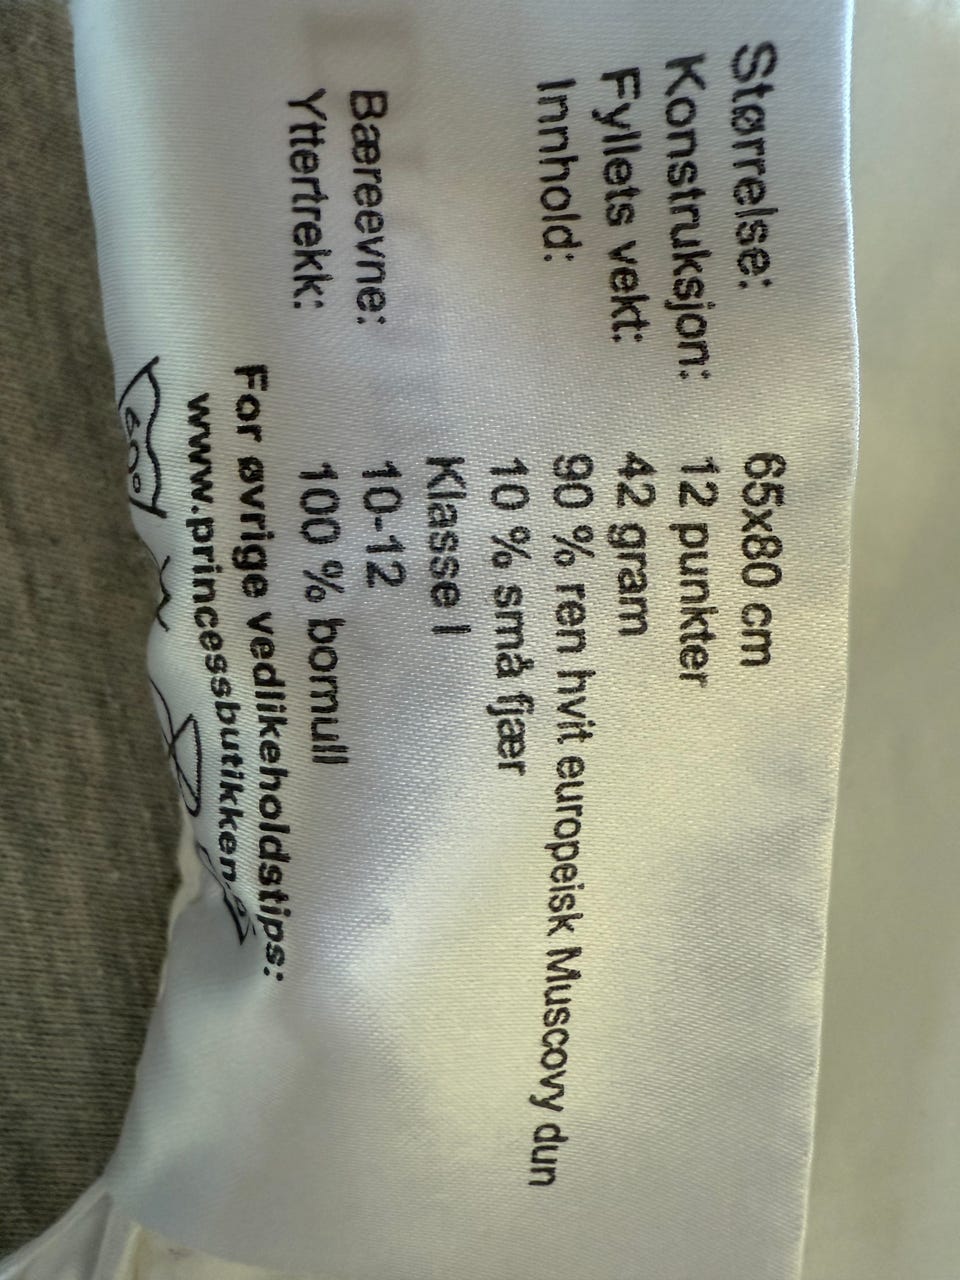 Størrelse: 65x80 cm
Konstruksjon: 12 punkter
Fyllets vekt: 42 gram
Innhold: 90 % ren hvit europeisk Muscovy dun
10 % små fjær
Klasse I
Bæreevne: 10-12
Yttertrekk: 100 % bomull
For øvrige vedlikeholdstips:
www.princessbutikken.
60°